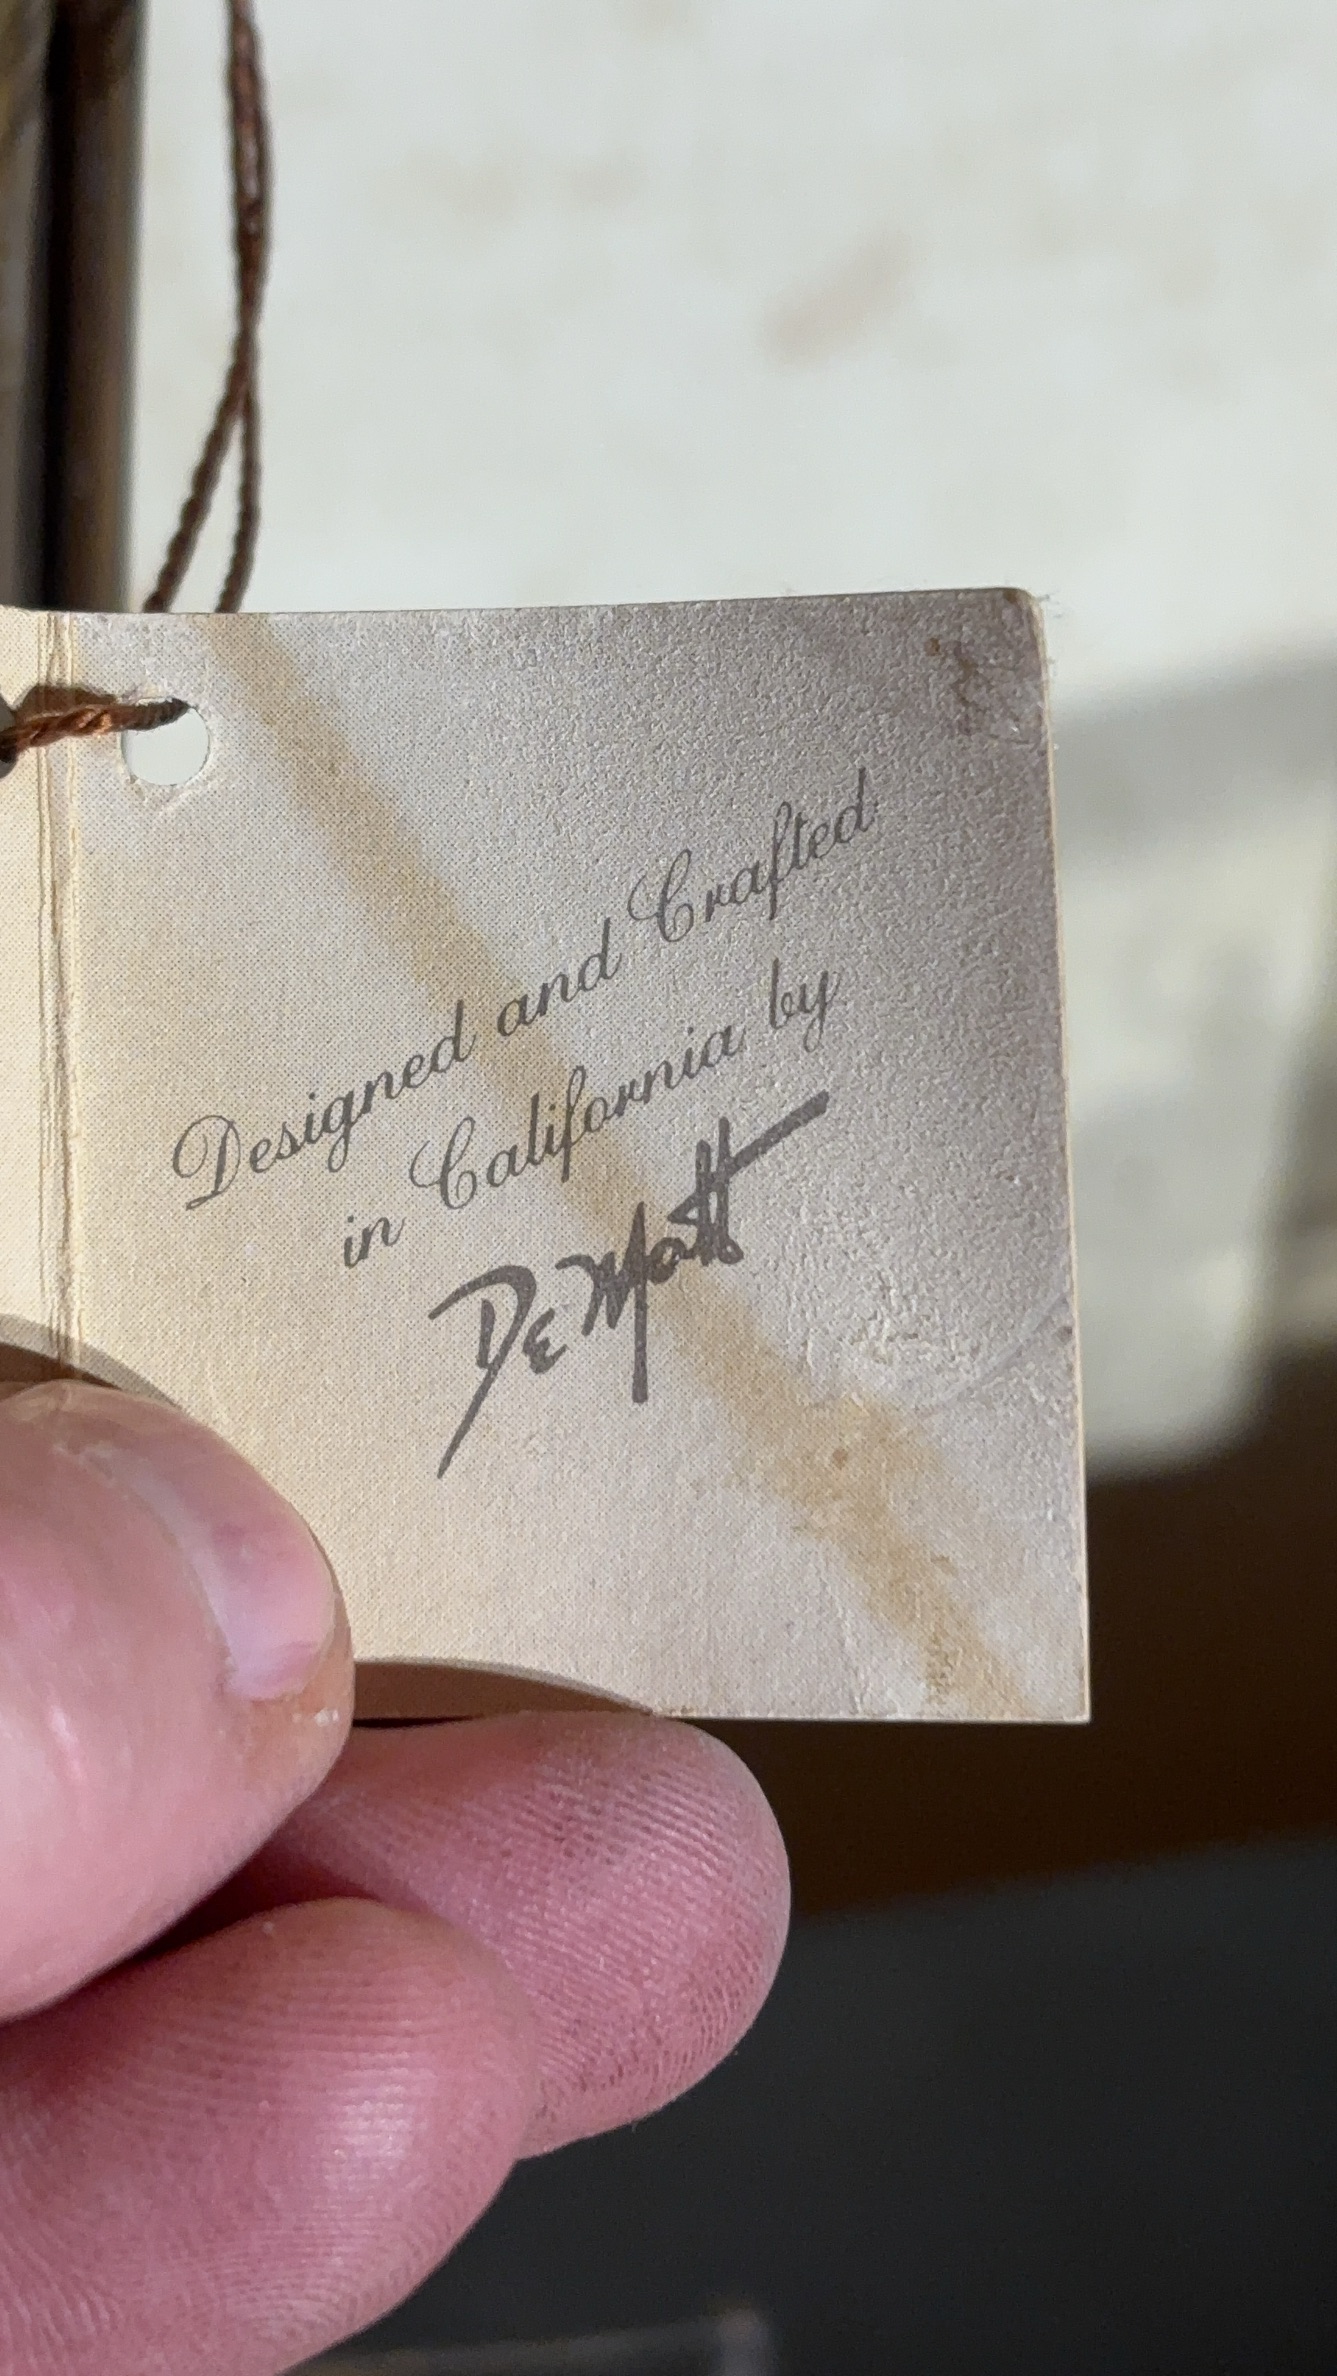 Designed and Crafted
in California by
DeMott